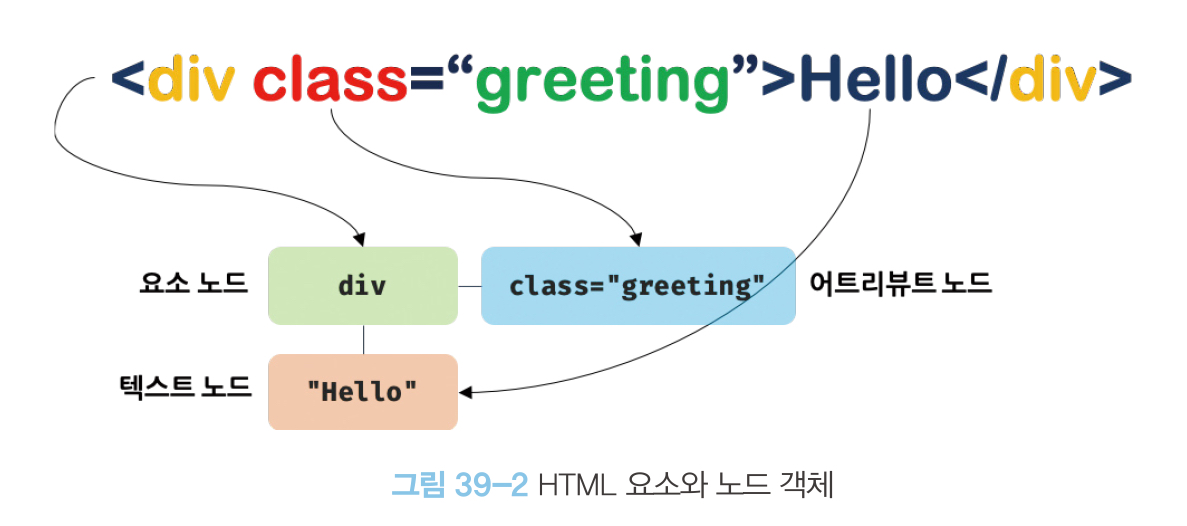 <div class=“greeting”>Hello</div>
요소 노드 div class="greeting" 어트리뷰트 노드
텍스트 노드 "Hello"
그림 39-2 HTML 요소와 노드 객체